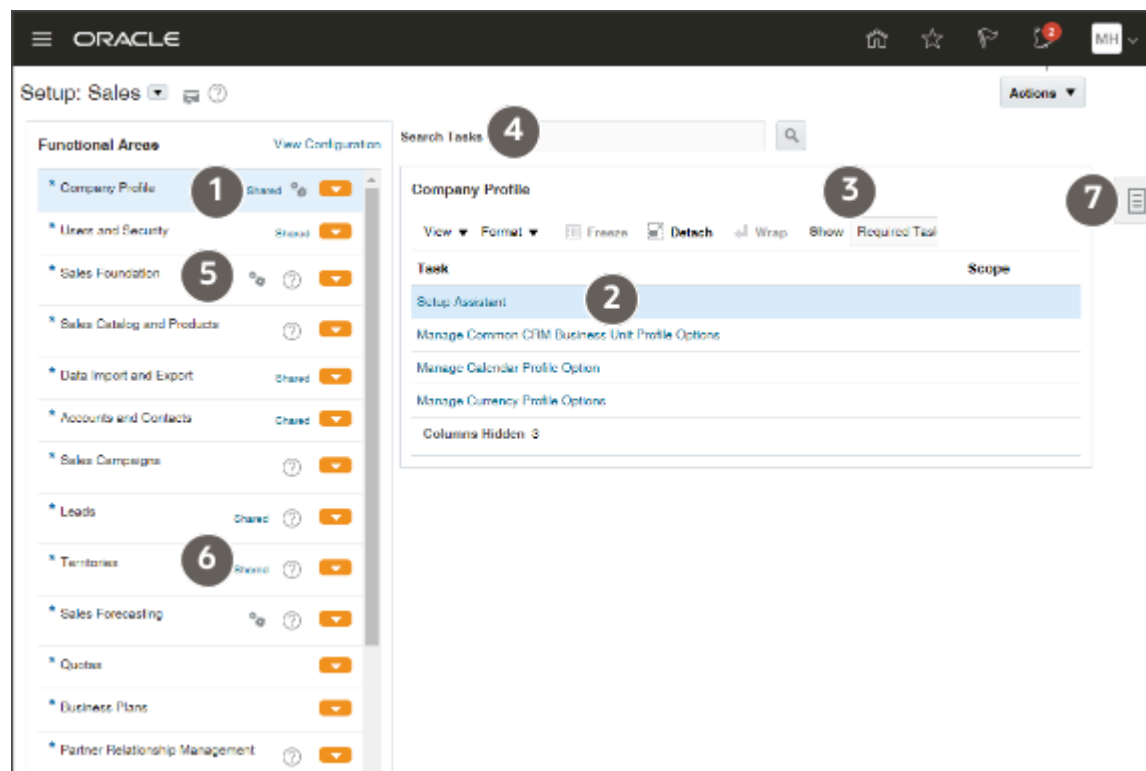 ORACLE
2
MH
Setup: Sales
Actions
Functional Areas
View Configuration
Search Tasks
4
* Company Profile
1
Shared
Company Profile
3
7
* Users and Security
Shared
View
Format
Freeze
Detach
Wrap
Show
Required Tas
* Sales Foundation
5
Task
Scope
Setup Assistant
2
* Sales Catalog and Products
Manage Common CRM Business Unit Profile Options
* Data Import and Export
Shared
Manage Calendar Profile Option
Manage Currency Profile Options
* Accounts and Contacts
Shared
Columns Hidden 3
* Sales Campaigns
* Leads
Shared
* Territories
6
Shared
* Sales Forecasting
* Quotas
* Business Plans
* Partner Relationship Management